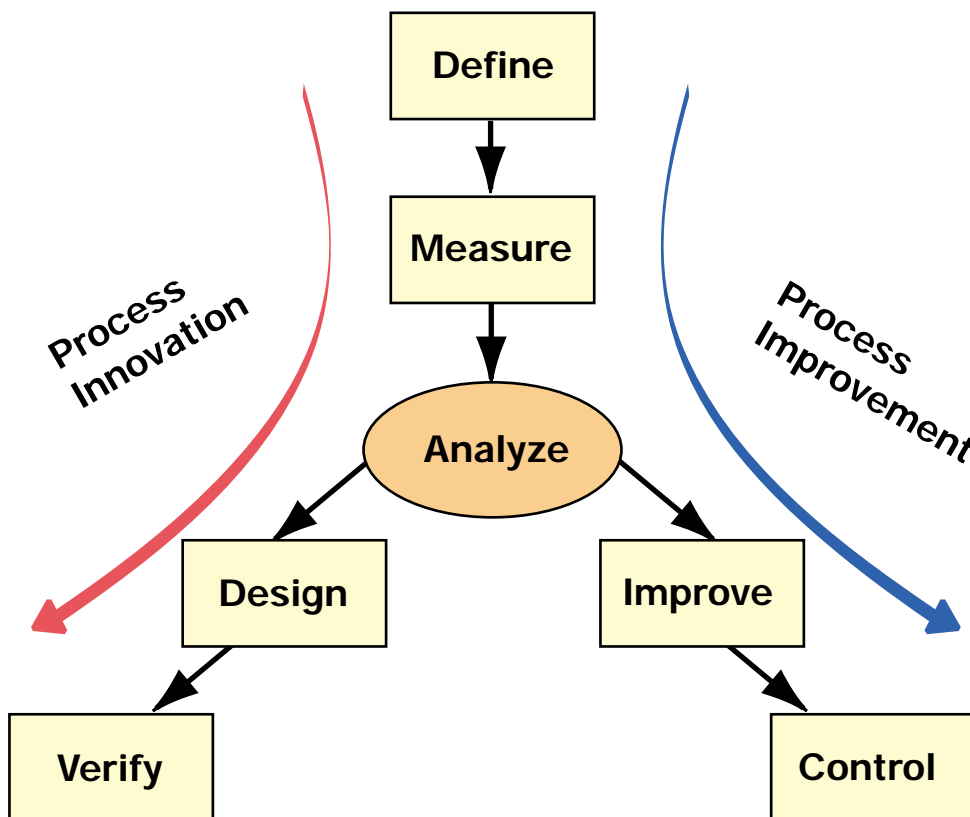 Define
Measure
Process
Innovation
Process
Improvement
Analyze
Design
Improve
Verify
Control